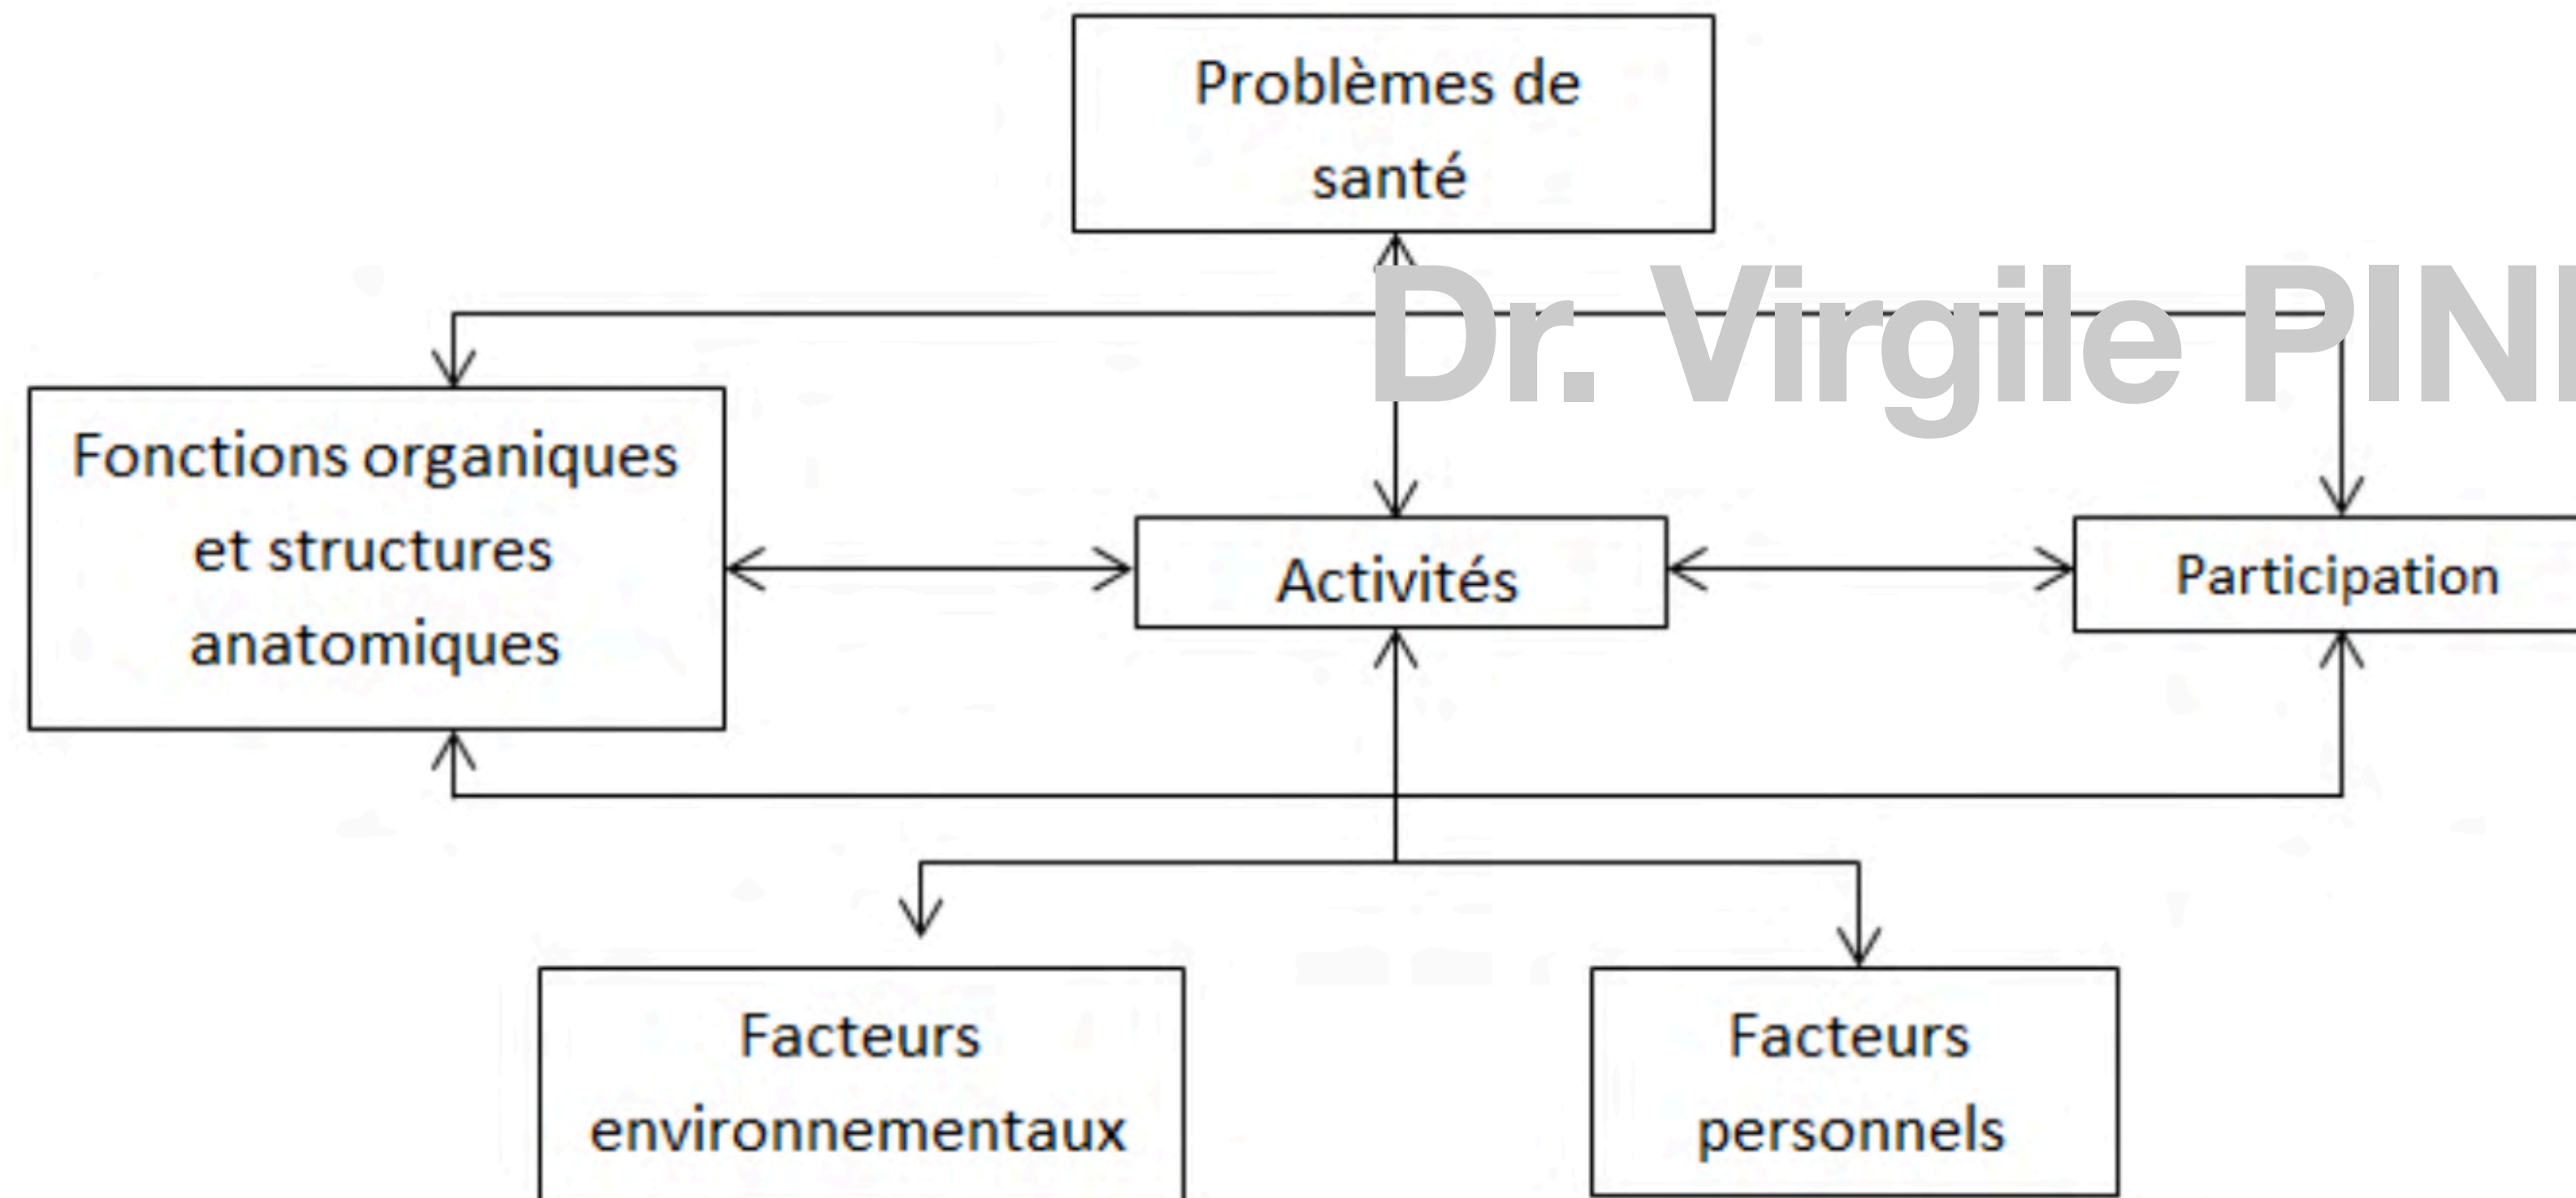 Problèmes de
santé
Dr. Virgile
Fonctions organiques
et structures
anatomiques
Activités
Participation
Facteurs
environnementaux
Facteurs
personnels